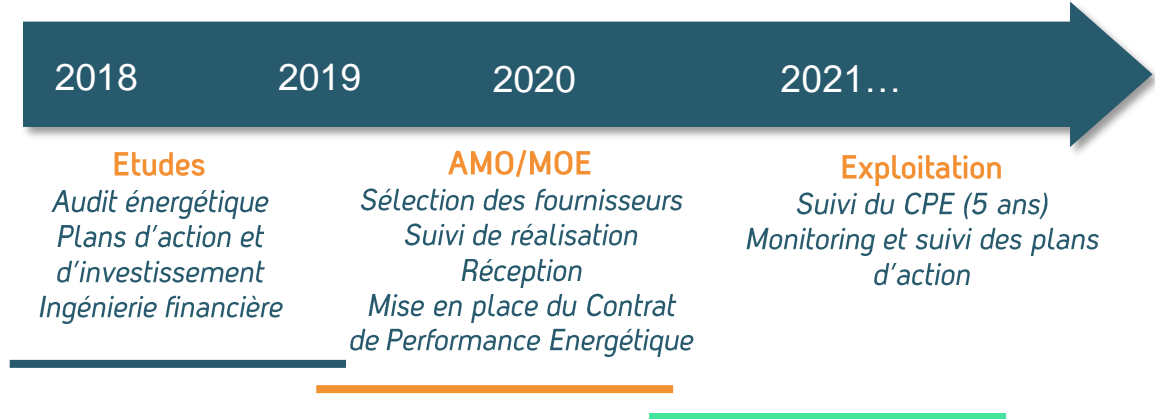 2018
2019
2020
2021…
Etudes
Audit énergétique
Plans d'action et
d'investissement
Ingénierie financière
AMO/MOE
Sélection des fournisseurs
Suivi de réalisation
Réception
Mise en place du Contrat
de Performance Energétique
Exploitation
Suivi du CPE (5 ans)
Monitoring et suivi des plans
d'action